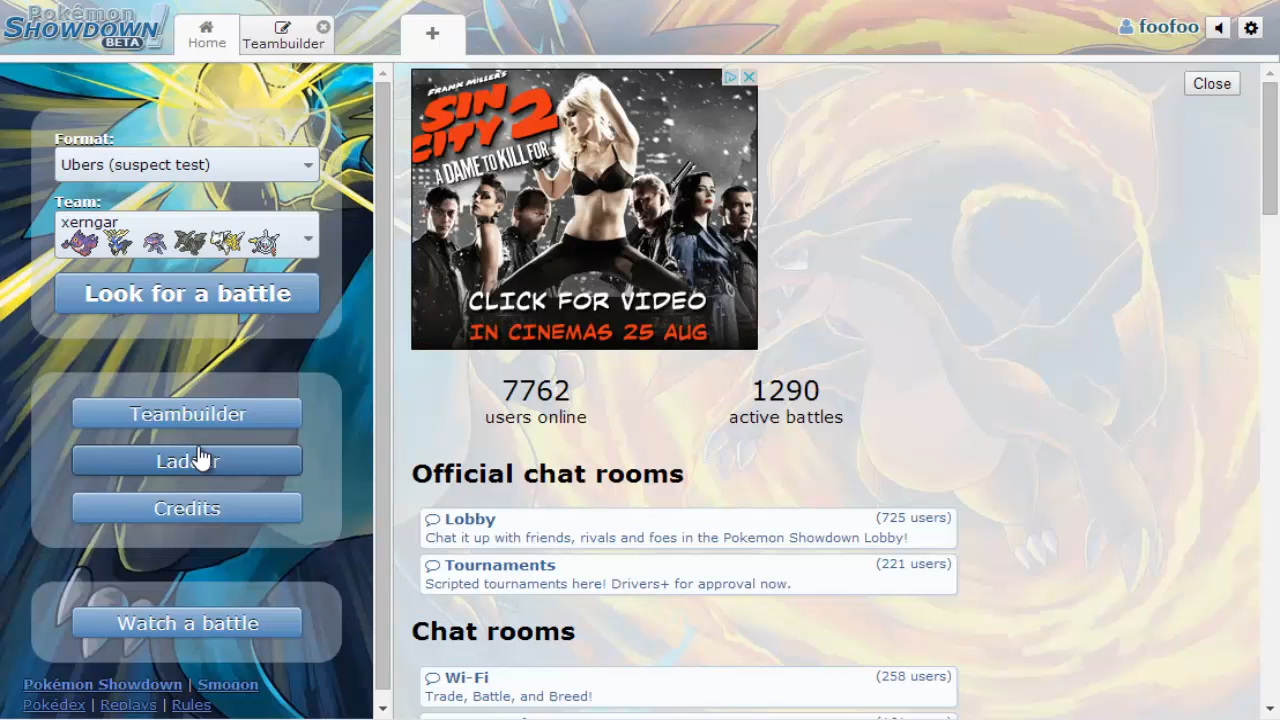 Pokémon
SHOWDOWN!
BETA
Home
Teambuilder
+
foofoo
Format:
Ubers (suspect test)
Team:
xerngar
Look for a battle
Teambuilder
Ladder
Credits
Watch a battle
Pokémon Showdown | Smogon
Pokédex | Replays | Rules
Close
FRANK MILLER'S
SIN
CITY 2
A DAME TO KILL FOR
CLICK FOR VIDEO
IN CINEMAS 25 AUG
7762
users online
1290
active battles
Official chat rooms
Lobby (725 users)
Chat it up with friends, rivals and foes in the Pokemon Showdown Lobby!
Tournaments (221 users)
Scripted tournaments here! Drivers+ for approval now.
Chat rooms
Wi-Fi (258 users)
Trade, Battle, and Breed!